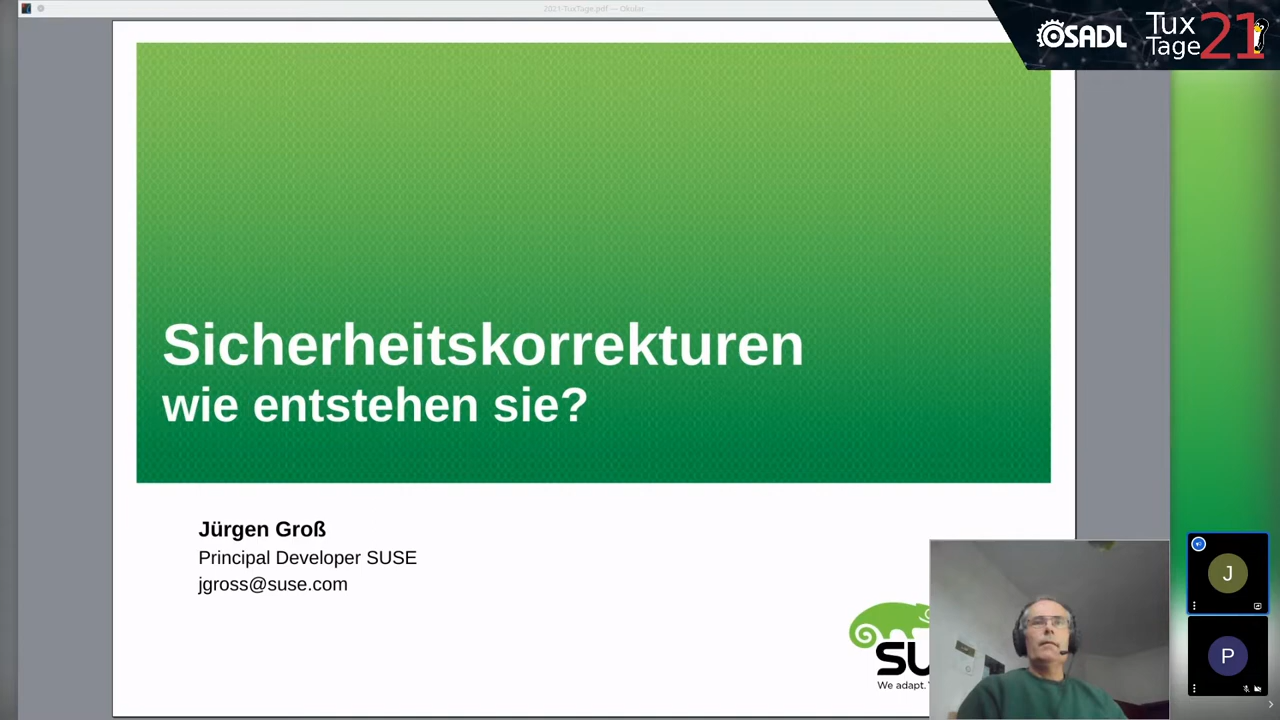 2021-TuxTage.pdf — Okular
OSADL
Tux
Tage
21
Sicherheitskorrekturen
wie entstehen sie?
Jürgen Groß
Principal Developer SUSE
jgross@suse.com
SU
We adapt.
J
P